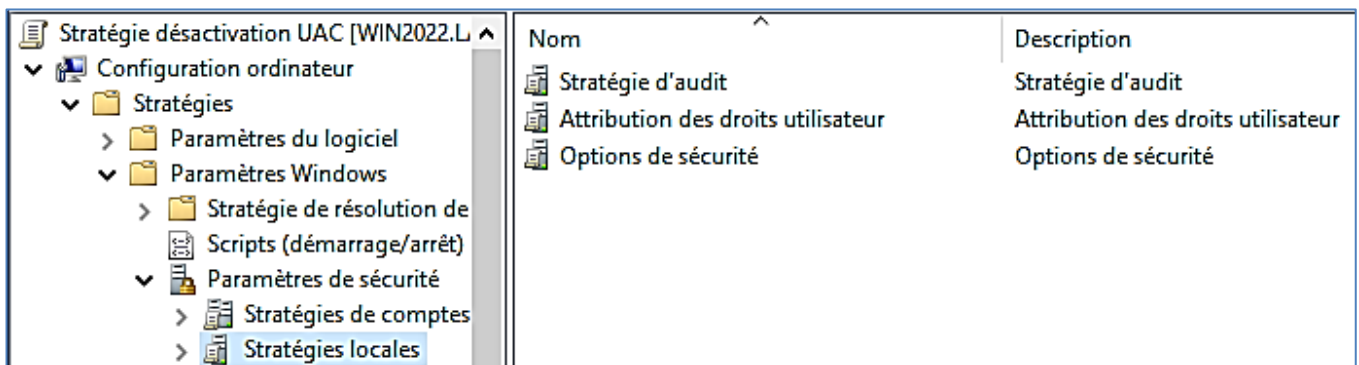 Stratégie désactivation UAC [WIN2022.L
Configuration ordinateur
Stratégies
Paramètres du logiciel
Paramètres Windows
Stratégie de résolution de
Scripts (démarrage/arrêt)
Paramètres de sécurité
Stratégies de comptes
Stratégies locales
Nom Description
Stratégie d'audit Stratégie d'audit
Attribution des droits utilisateur Attribution des droits utilisateur
Options de sécurité Options de sécurité